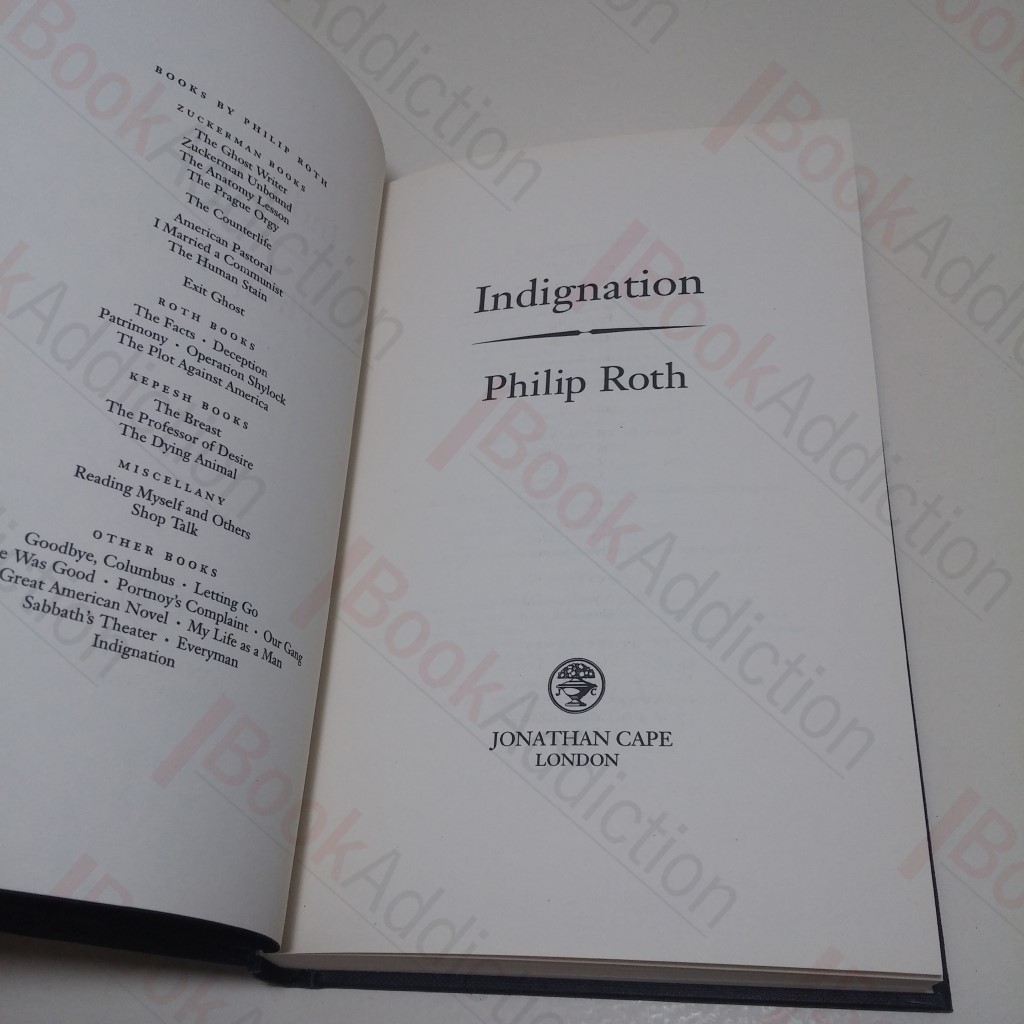 BOOKS BY PHILIP ROTH
ZUCKERMAN BOOKS
The Ghost Writer
Zuckerman Unbound
The Anatomy Lesson
The Prague Orgy
The Counterlife
American Pastoral
I Married a Communist
The Human Stain
Exit Ghost
ROTH BOOKS
The Facts · Deception
Patrimony · Operation Shylock
The Plot Against America
KEPESH BOOKS
The Breast
The Professor of Desire
The Dying Animal
MISCELLANY
Reading Myself and Others
Shop Talk
OTHER BOOKS
Goodbye, Columbus · Letting Go
e Was Good · Portnoy's Complaint · Our Gang
Great American Novel · My Life as a Man
Sabbath's Theater · Everyman
Indignation
Indignation
Philip Roth
J C
JONATHAN CAPE
LONDON
BookAddiction